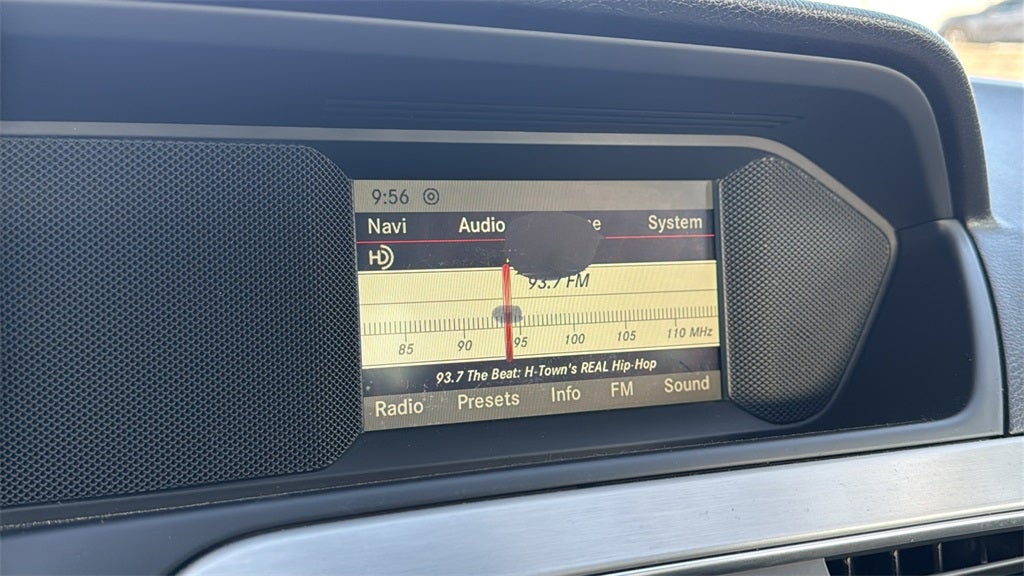 9:56
Navi Audio System
HD
93.7 FM
85 90 95 100 105 110 MHz
93.7 The Beat: H-Town's REAL Hip-Hop
Radio Presets Info FM Sound